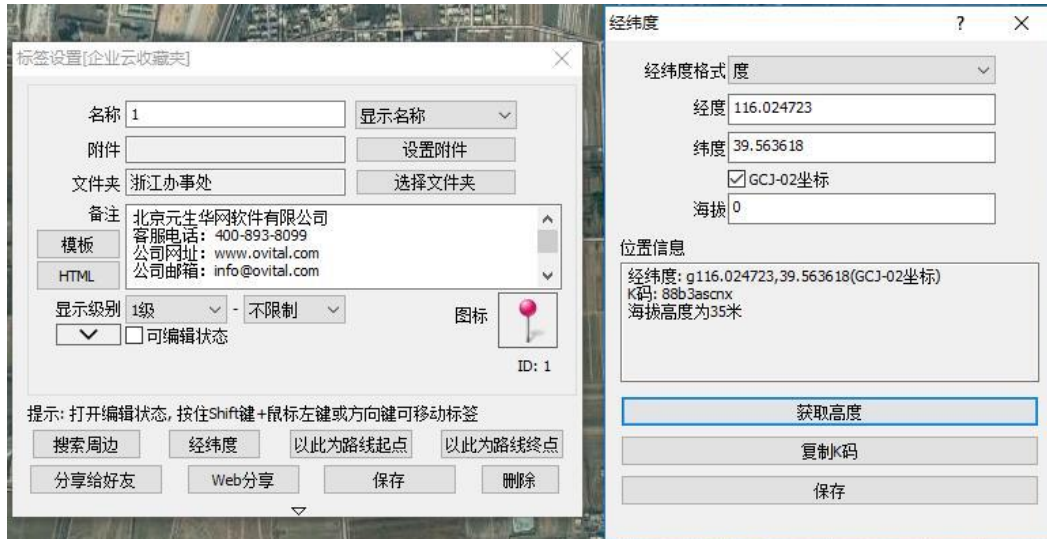 标签设置[企业云收藏夹]
名称 1 显示名称
附件 设置附件
文件夹 浙江办事处 选择文件夹
备注 北京元生华网软件有限公司
客服电话：400-893-8099
公司网址：www.ovital.com
公司邮箱：info@ovital.com
模板
HTML
显示级别 1级 - 不限制 图标
可编辑状态
ID: 1
提示: 打开编辑状态, 按住Shift键+鼠标左键或方向键可移动标签
搜索周边 经纬度 以此为路线起点 以此为路线终点
分享给好友 Web分享 保存 删除
经纬度 ?
经纬度格式 度
经度 116.024723
纬度 39.563618
GCJ-02坐标
海拔 0
位置信息
经纬度: g116.024723,39.563618(GCJ-02坐标)
K码: 88b3ascnx
海拔高度为35米
获取高度
复制K码
保存